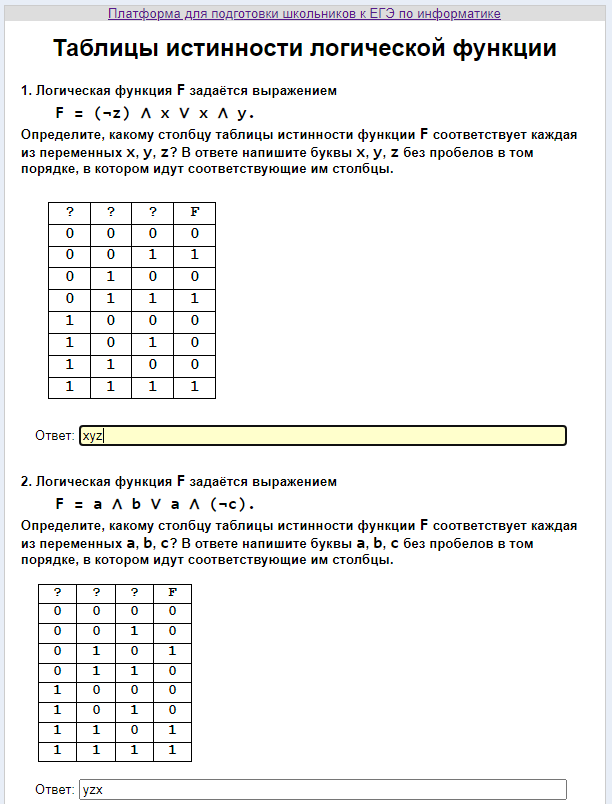 Платформа для подготовки школьников к ЕГЭ по информатике
Таблицы истинности логической функции
1. Логическая функция F задаётся выражением
F = (¬z) ∧ x ∨ x ∧ y.
Определите, какому столбцу таблицы истинности функции F соответствует каждая
из переменных x, y, z? В ответе напишите буквы x, y, z без пробелов в том
порядке, в котором идут соответствующие им столбцы.
? ? ? F
0 0 0 0
0 0 1 1
0 1 0 0
0 1 1 1
1 0 0 0
1 0 1 0
1 1 0 0
1 1 1 1
Ответ: xyz
2. Логическая функция F задаётся выражением
F = a ∧ b ∨ a ∧ (¬c).
Определите, какому столбцу таблицы истинности функции F соответствует каждая
из переменных a, b, c? В ответе напишите буквы a, b, c без пробелов в том
порядке, в котором идут соответствующие им столбцы.
? ? ? F
0 0 0 0
0 0 1 0
0 1 0 1
0 1 1 0
1 0 0 0
1 0 1 0
1 1 0 1
1 1 1 1
Ответ: yzx